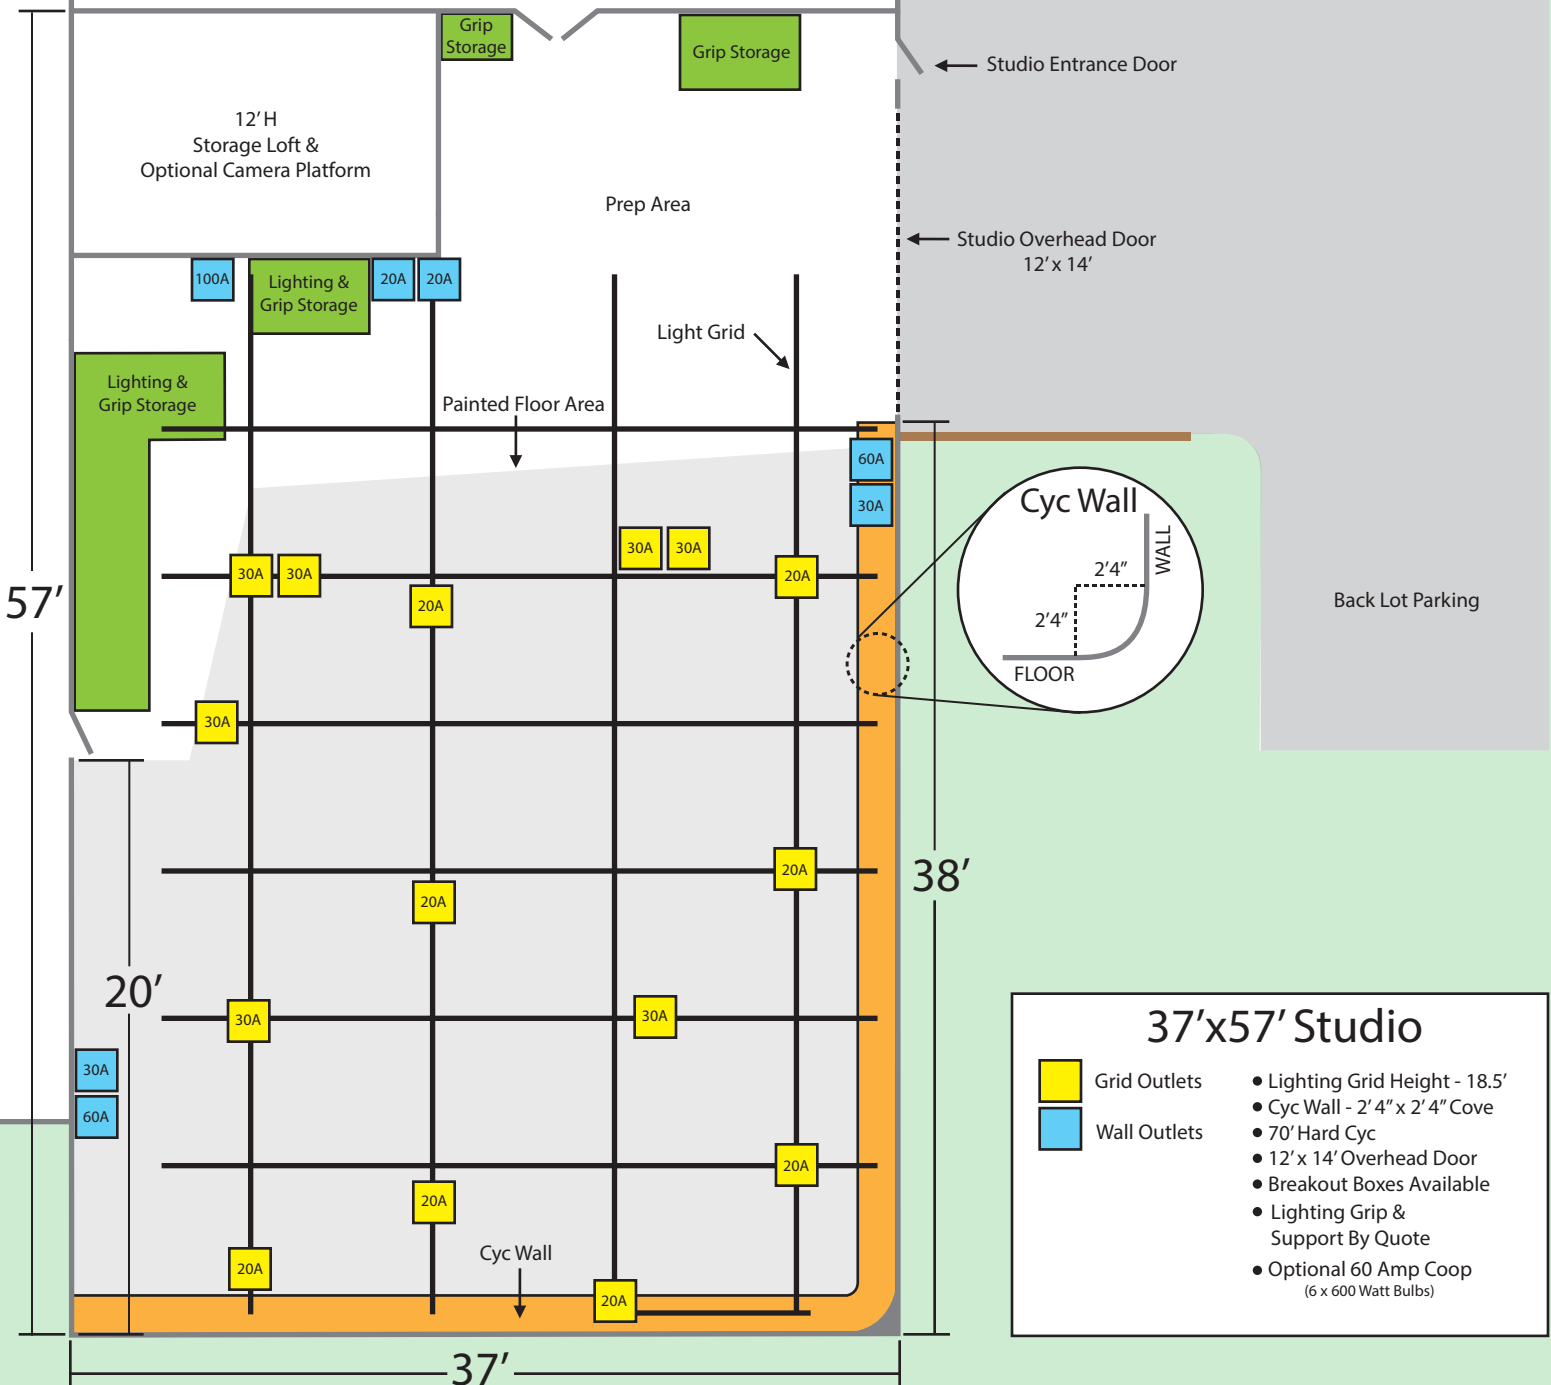 Grip
Storage
Grip Storage
Studio Entrance Door
12' H
Storage Loft &
Optional Camera Platform
Prep Area
Studio Overhead Door
12' x 14'
100A
Lighting &
Grip Storage
20A
20A
Light Grid
Lighting &
Grip Storage
Painted Floor Area
60A
30A
Cyc Wall
WALL
2'4"
2'4"
FLOOR
30A
30A
30A
30A
20A
20A
57'
Back Lot Parking
30A
20A
38'
20A
20'
30A
30A
30A
60A
20A
20A
20A
Cyc Wall
20A
37'
37'x57' Studio
Grid Outlets
Wall Outlets
• Lighting Grid Height - 18.5'
• Cyc Wall - 2' 4" x 2' 4" Cove
• 70' Hard Cyc
• 12' x 14' Overhead Door
• Breakout Boxes Available
• Lighting Grip &
Support By Quote
• Optional 60 Amp Coop
(6 x 600 Watt Bulbs)